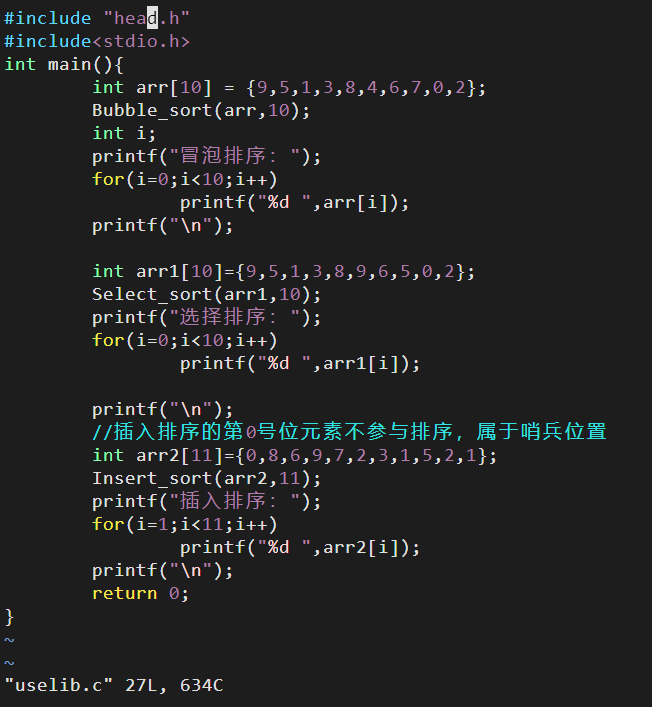 #include "head.h"
#include<stdio.h>
int main(){
        int arr[10] = {9,5,1,3,8,4,6,7,0,2};
        Bubble_sort(arr,10);
        int i;
        printf("冒泡排序: ");
        for(i=0;i<10;i++)
                printf("%d ",arr[i]);
        printf("\n");

        int arr1[10]={9,5,1,3,8,9,6,5,0,2};
        Select_sort(arr1,10);
        printf("选择排序: ");
        for(i=0;i<10;i++)
                printf("%d ",arr1[i]);

        printf("\n");
        //插入排序的第0号位元素不参与排序，属于哨兵位置
        int arr2[11]={0,8,6,9,7,2,3,1,5,2,1};
        Insert_sort(arr2,11);
        printf("插入排序: ");
        for(i=1;i<11;i++)
                printf("%d ",arr2[i]);
        printf("\n");
        return 0;
}
~
~
"uselib.c" 27L, 634C